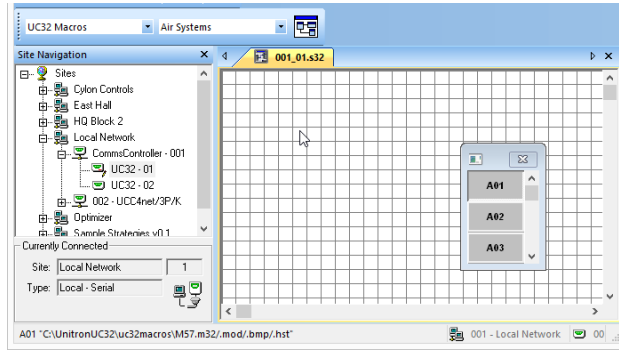 UC32 Macros
Air Systems
Site Navigation
001_01.s32
Sites
Cylon Controls
East Hall
HQ Block 2
Local Network
CommsController - 001
UC32 - 01
UC32 - 02
002 - UCC4net/3P/K
Optimizer
Sample Strategies v0.1
Currently Connected
Site: Local Network 1
Type: Local - Serial
A01
A02
A03
A01 "C:\UnitronUC32\uc32macros\M57.m32/.mod/.bmp/.hst"
001 - Local Network
00